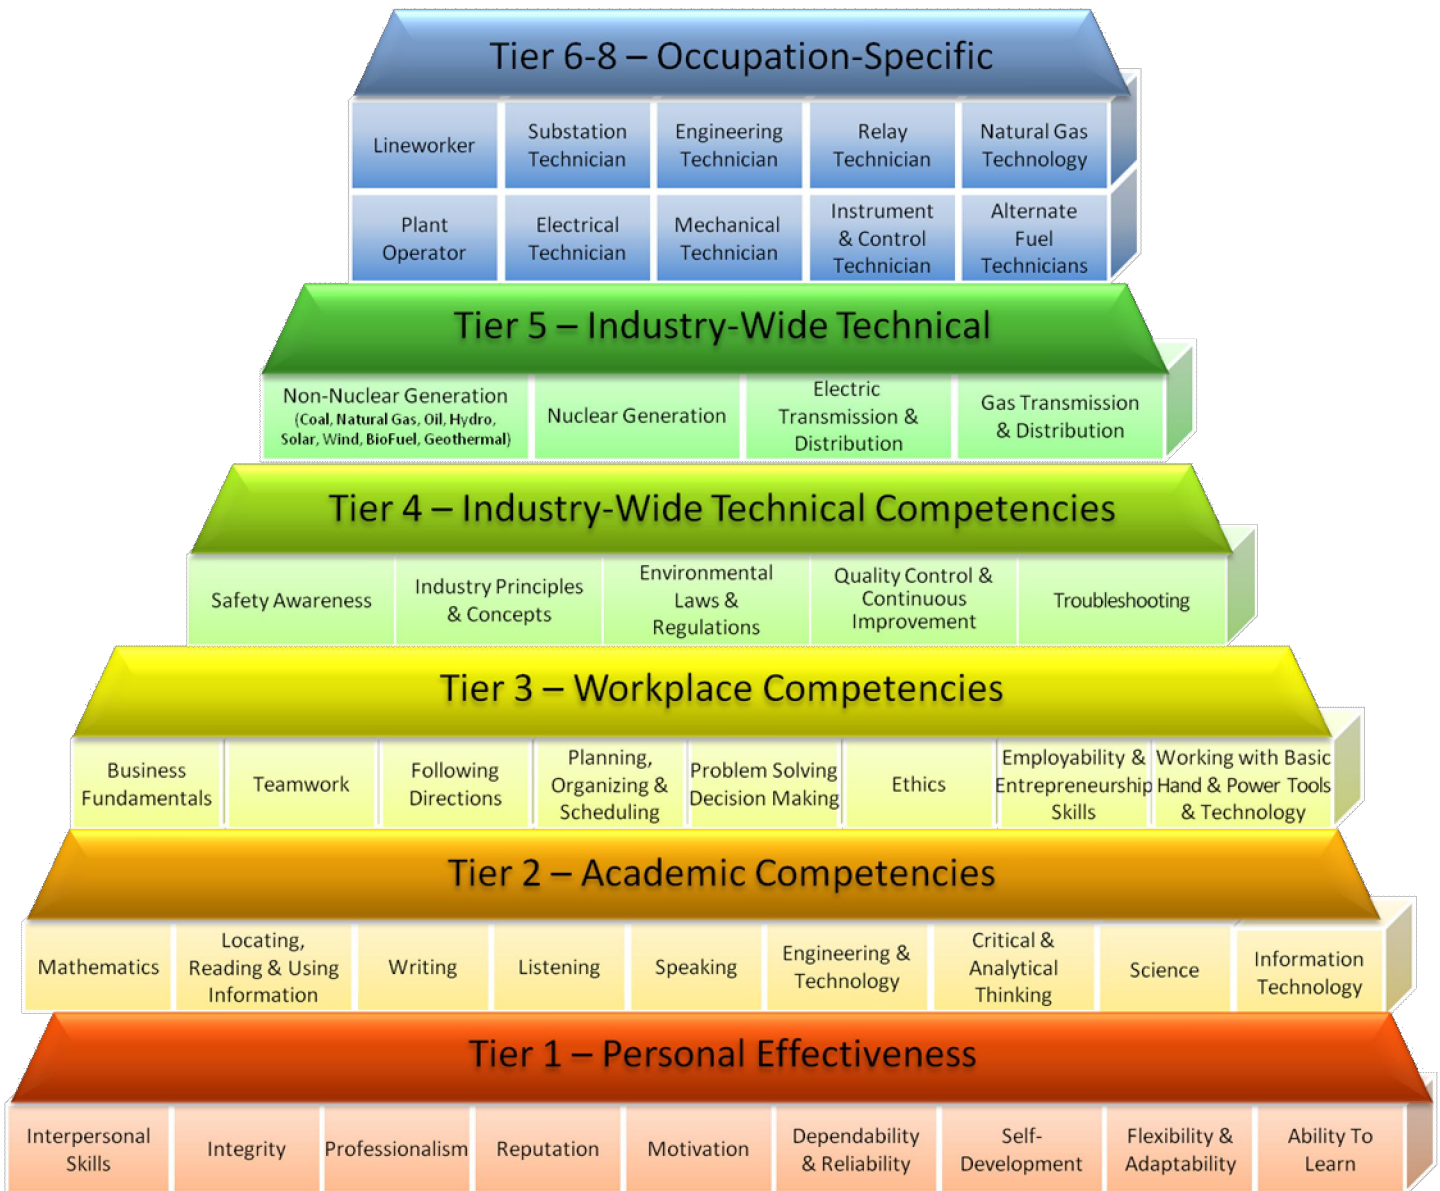 Tier 6-8 – Occupation-Specific
Lineworker
Substation
Technician
Engineering
Technician
Relay
Technician
Natural Gas
Technology
Plant
Operator
Electrical
Technician
Mechanical
Technician
Instrument
& Control
Technician
Alternate
Fuel
Technicians
Tier 5 – Industry-Wide Technical
Non-Nuclear Generation
(Coal, Natural Gas, Oil, Hydro,
Solar, Wind, BioFuel, Geothermal)
Nuclear Generation
Electric
Transmission &
Distribution
Gas Transmission
& Distribution
Tier 4 – Industry-Wide Technical Competencies
Safety Awareness
Industry Principles
& Concepts
Environmental
Laws &
Regulations
Quality Control &
Continuous
Improvement
Troubleshooting
Tier 3 – Workplace Competencies
Business
Fundamentals
Teamwork
Following
Directions
Planning,
Organizing &
Scheduling
Problem Solving
Decision Making
Ethics
Employability &
Entrepreneurship
Skills
Working with Basic
Hand & Power Tools
& Technology
Tier 2 – Academic Competencies
Mathematics
Locating,
Reading & Using
Information
Writing
Listening
Speaking
Engineering &
Technology
Critical &
Analytical
Thinking
Science
Information
Technology
Tier 1 – Personal Effectiveness
Interpersonal
Skills
Integrity
Professionalism
Reputation
Motivation
Dependability
& Reliability
Self-
Development
Flexibility &
Adaptability
Ability To
Learn